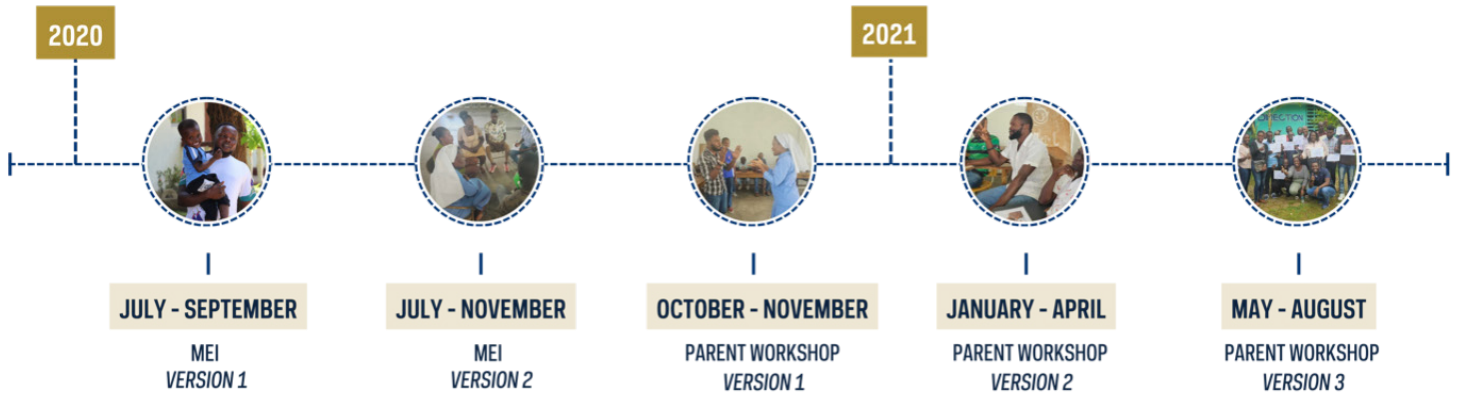 2020
2021
JULY - SEPTEMBER
MEI
VERSION 1
JULY - NOVEMBER
MEI
VERSION 2
OCTOBER - NOVEMBER
PARENT WORKSHOP
VERSION 1
JANUARY - APRIL
PARENT WORKSHOP
VERSION 2
MAY - AUGUST
PARENT WORKSHOP
VERSION 3